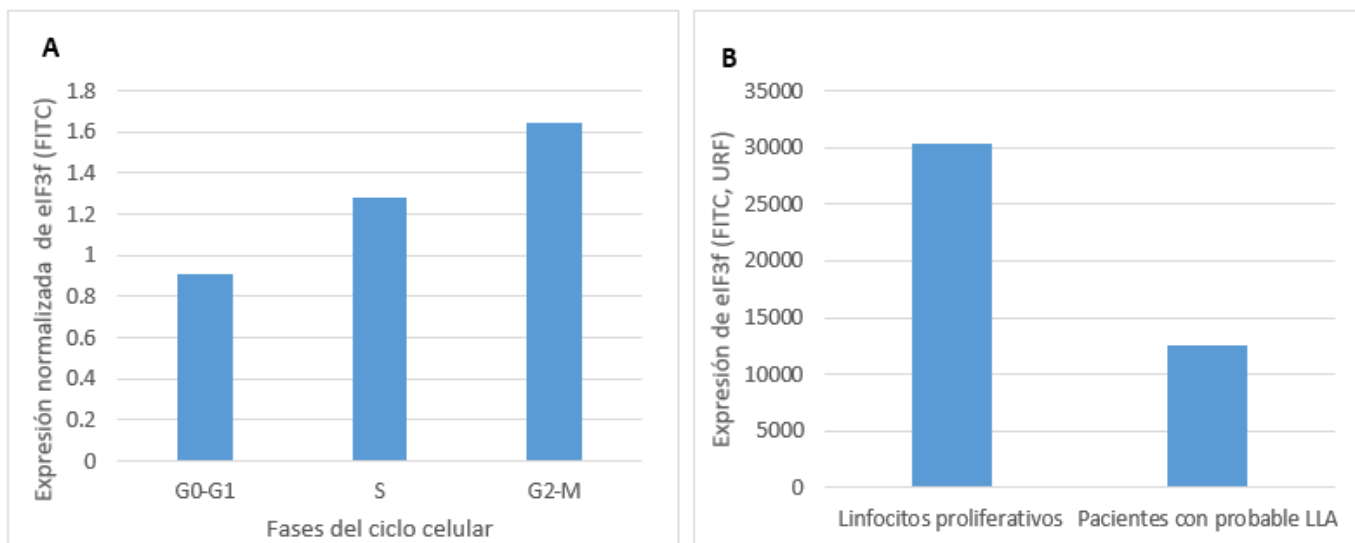 A
Expresión normalizada de eIF3f (FITC)
1.8
1.6
1.4
1.2
1
0.8
0.6
0.4
0.2
0
G0-G1 S G2-M
Fases del ciclo celular
B
Expresión de eIF3f (FITC, URF)
35000
30000
25000
20000
15000
10000
5000
0
Linfocitos proliferativos Pacientes con probable LLA